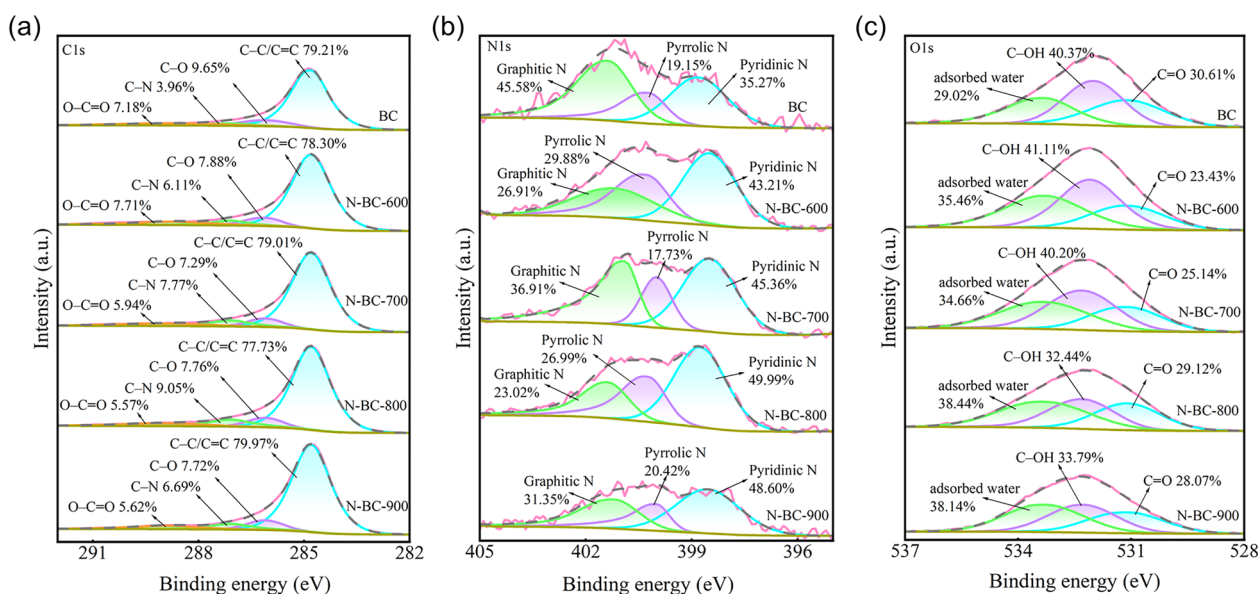 (a)
C1s
C–C/C=C 79.21%
C–O 9.65%
C–N 3.96%
O–C=O 7.18%
BC
C–C/C=C 78.30%
C–O 7.88%
C–N 6.11%
O–C=O 7.71%
N-BC-600
C–C/C=C 79.01%
C–O 7.29%
C–N 7.77%
O–C=O 5.94%
N-BC-700
C–C/C=C 77.73%
C–O 7.76%
C–N 9.05%
O–C=O 5.57%
N-BC-800
C–C/C=C 79.97%
C–O 7.72%
C–N 6.69%
O–C=O 5.62%
N-BC-900
Intensity (a.u.)
291 288 285 282
Binding energy (eV)
(b)
N1s
Graphitic N
45.58%
Pyrrolic N
19.15%
Pyridinic N
35.27%
BC
Pyrrolic N
29.88%
Graphitic N
26.91%
Pyridinic N
43.21%
N-BC-600
Pyrrolic N
17.73%
Graphitic N
36.91%
Pyridinic N
45.36%
N-BC-700
Pyrrolic N
26.99%
Graphitic N
23.02%
Pyridinic N
49.99%
N-BC-800
Pyrrolic N
20.42%
Graphitic N
31.35%
Pyridinic N
48.60%
N-BC-900
Intensity (a.u.)
405 402 399 396
Binding energy (eV)
(c)
O1s
C–OH 40.37%
adsorbed water
29.02%
C=O 30.61%
BC
C–OH 41.11%
adsorbed water
35.46%
C=O 23.43%
N-BC-600
C–OH 40.20%
adsorbed water
34.66%
C=O 25.14%
N-BC-700
C–OH 32.44%
adsorbed water
38.44%
C=O 29.12%
N-BC-800
C–OH 33.79%
adsorbed water
38.14%
C=O 28.07%
N-BC-900
Intensity (a.u.)
537 534 531 528
Binding energy (eV)